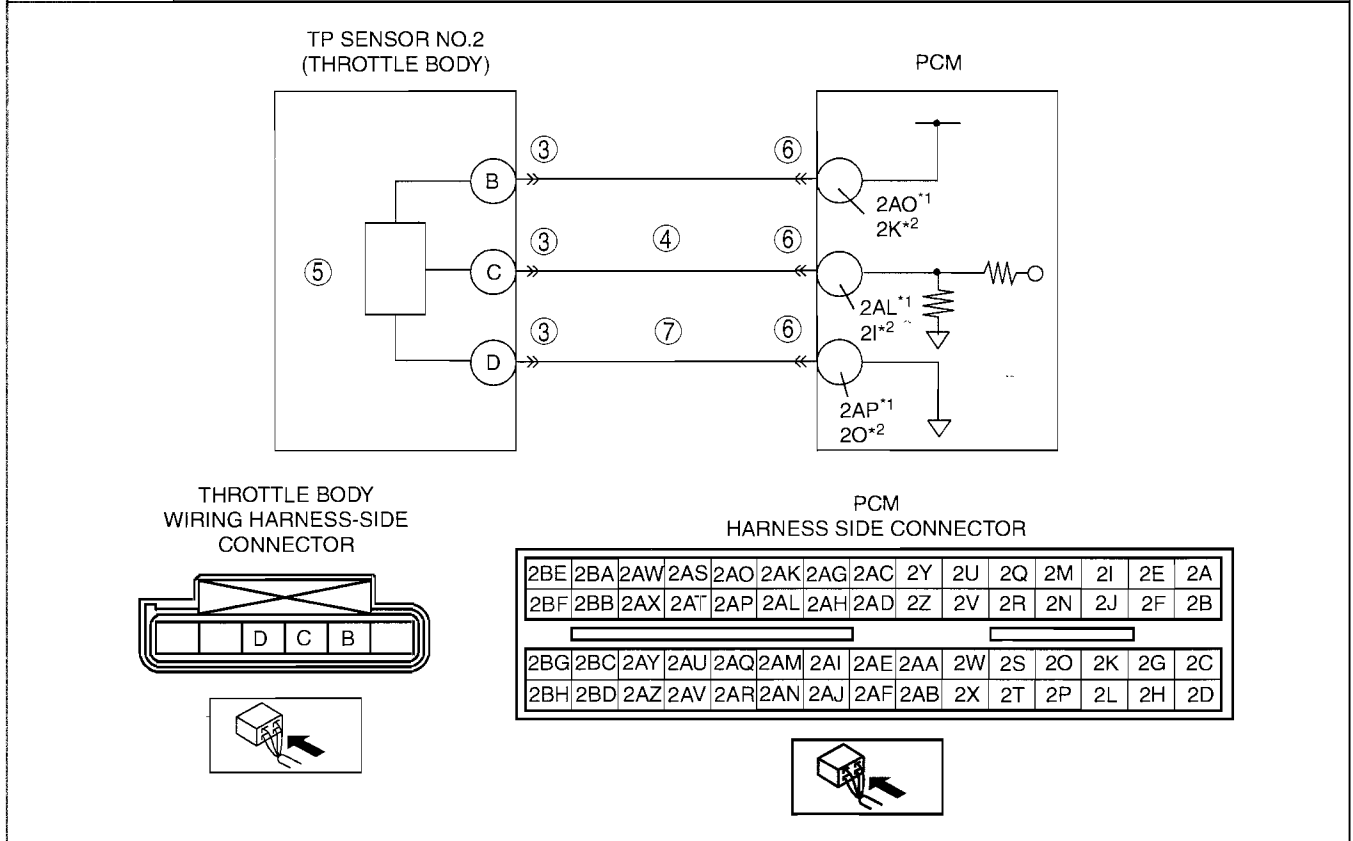 TP SENSOR NO.2
(THROTTLE BODY)
PCM
③
⑥
B
2AO*1
2K*2
③
④
⑥
⑤
C
2AL*1
2I*2
③
⑦
⑥
D
2AP*1
2O*2
THROTTLE BODY
WIRING HARNESS-SIDE
CONNECTOR
D C B
PCM
HARNESS SIDE CONNECTOR
2BE 2BA 2AW 2AS 2AO 2AK 2AG 2AC 2Y 2U 2Q 2M 2I 2E 2A
2BF 2BB 2AX 2AT 2AP 2AL 2AH 2AD 2Z 2V 2R 2N 2J 2F 2B
2BG 2BC 2AY 2AU 2AQ 2AM 2AI 2AE 2AA 2W 2S 2O 2K 2G 2C
2BH 2BD 2AZ 2AV 2AR 2AN 2AJ 2AF 2AB 2X 2T 2P 2L 2H 2D